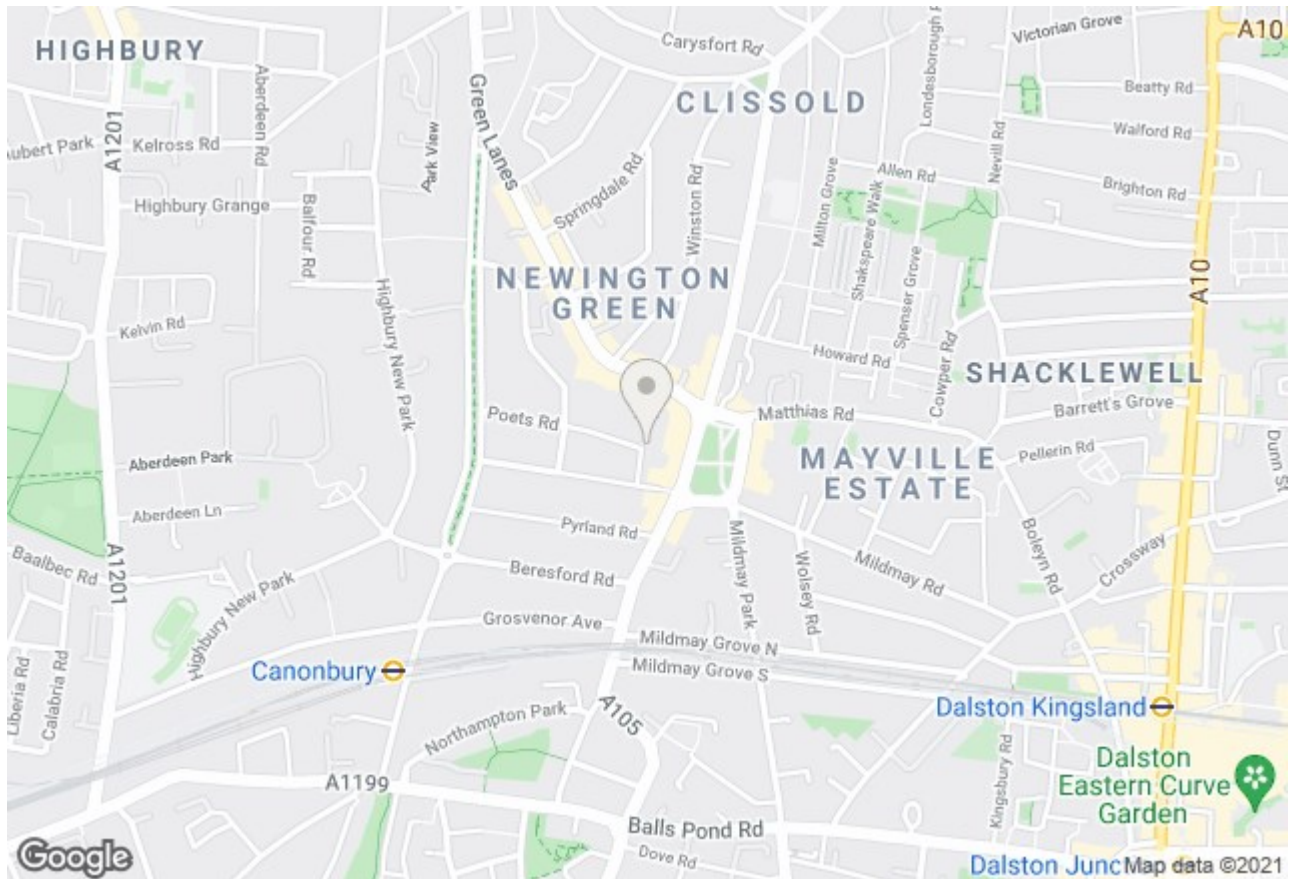 HIGHBURY
A10
Victorian Grove
Carysfort Rd
Londesborough
Green Lanes
CLISSOLD
Beatty Rd
Aberdeen Rd
A1201
Park View
Nevill Rd
Walford Rd
Kelross Rd
Springdale Rd
Winston Rd
Milton Grove
Allen Rd
Brighton Rd
Highbury Grange
Balfour Rd
Shakspeare Walk
Spenser Grove
NEWINGTON
GREEN
A10
Highbury New Park
Kelvin Rd
Howard Rd
Cowper Rd
SHACKLEWELL
Barrett's Grove
Poets Rd
Matthias Rd
Pellerin Rd
Dunn St
Aberdeen Park
MAYVILLE
ESTATE
Aberdeen Ln
Pyrland Rd
Boleyn Rd
Crossway
Baalbec Rd
A1201
Beresford Rd
Mildmay Park
Wolsey Rd
Mildmay Rd
Highbury New Park
Grosvenor Ave
Mildmay Grove N
Mildmay Grove S
Canonbury
Liberia Rd
Calabria Rd
Dalston Kingsland
A105
Northampton Park
Kingsbury Rd
Dalston
Eastern Curve
Garden
A1199
Balls Pond Rd
Dove Rd
Google
Dalston Junc
Map data ©2021